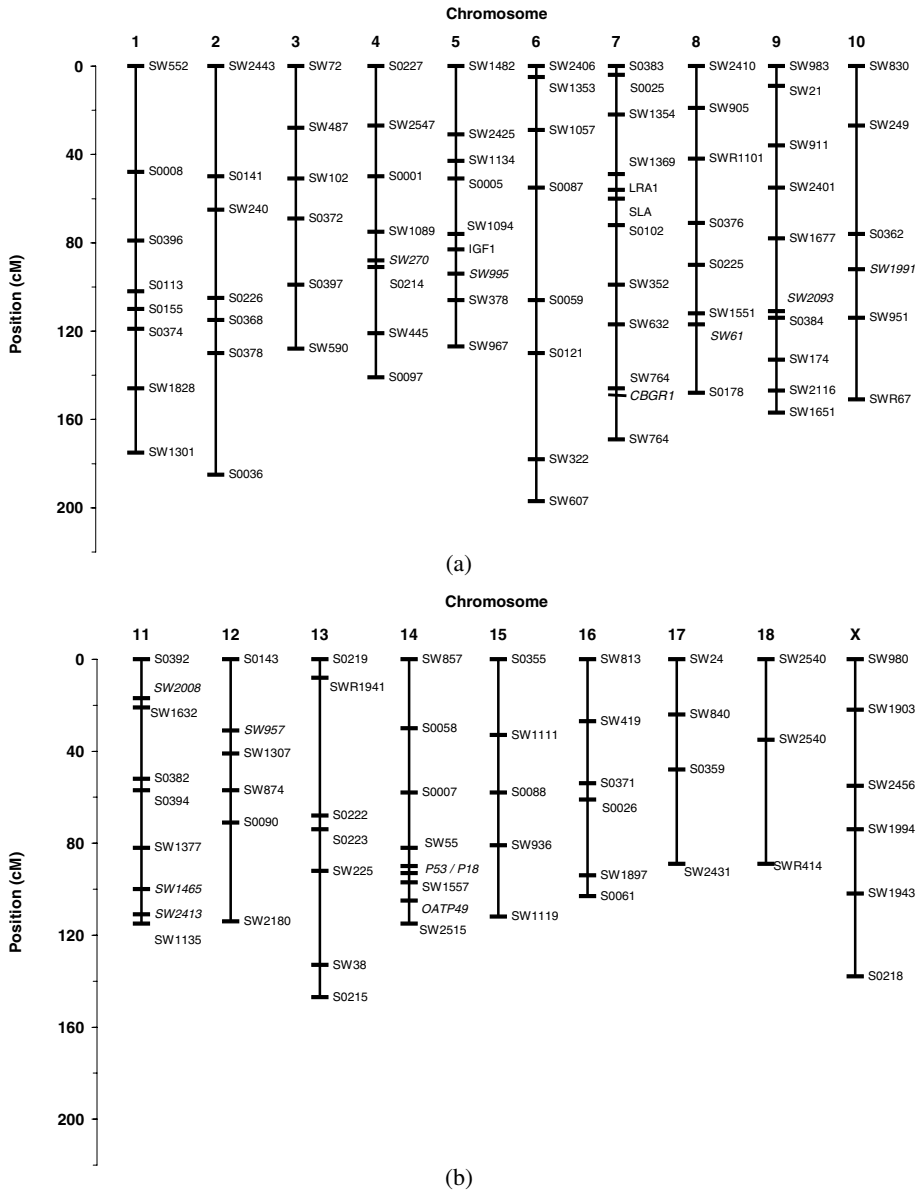 Chromosome
1 2 3 4 5 6 7 8 9 10
0 SW552 SW2443 SW72 S0227 SW1482 SW2406 S0383 SW2410 SW983 SW830
SW1353 S0025 SW21
SW1354 SW905
SW487 SW2547 SW2425 SW1057 SW911 SW249
40 SW1134 SWR1101
S0008 S0141 SW102 S0001 S0005 S0087 SW1369 SW2401
LRA1
SW240 S0372 SLA
S0396 SW1089 SW1094 S0102 S0376 SW1677 S0362
80 IGF1
SW270 SW995 S0225 SW1991
S0113 S0226 S0397 S0214 SW378 S0059 SW352 SW2093
S0155 S0368 SW1551 S0384 SW951
120 S0374 S0378 SW590 SW445 SW967 S0121 SW632 SW61 SW174
SW1828 S0097 SW764 S0178 SW2116 SWR67
CBGR1 SW1651
160
SW1301 S0036 SW322 SW764
200 SW607
Position (cM)
(a)
Chromosome
11 12 13 14 15 16 17 18 X
0 S0392 S0143 S0219 SW857 S0355 SW813 SW24 SW2540 SW980
SW2008 SWR1941
SW1632 SW957 S0058 SW1111 SW419 SW840 SW1903
40 SW1307 SW2540
S0382 SW874 S0007 S0088 S0371 S0359 SW2456
S0394 S0090 S0222 S0026 SW1994
80 SW1377 S0223 SW55 SW936
SW1465 SW225 P53 / P18 SW1897 SW2431 SWR414
SW1557 S0061 SW1943
SW2413 SW2180 OATP49 SW1119
120 SW1135 SW2515
SW38 S0218
S0215
160
200
Position (cM)
(b)